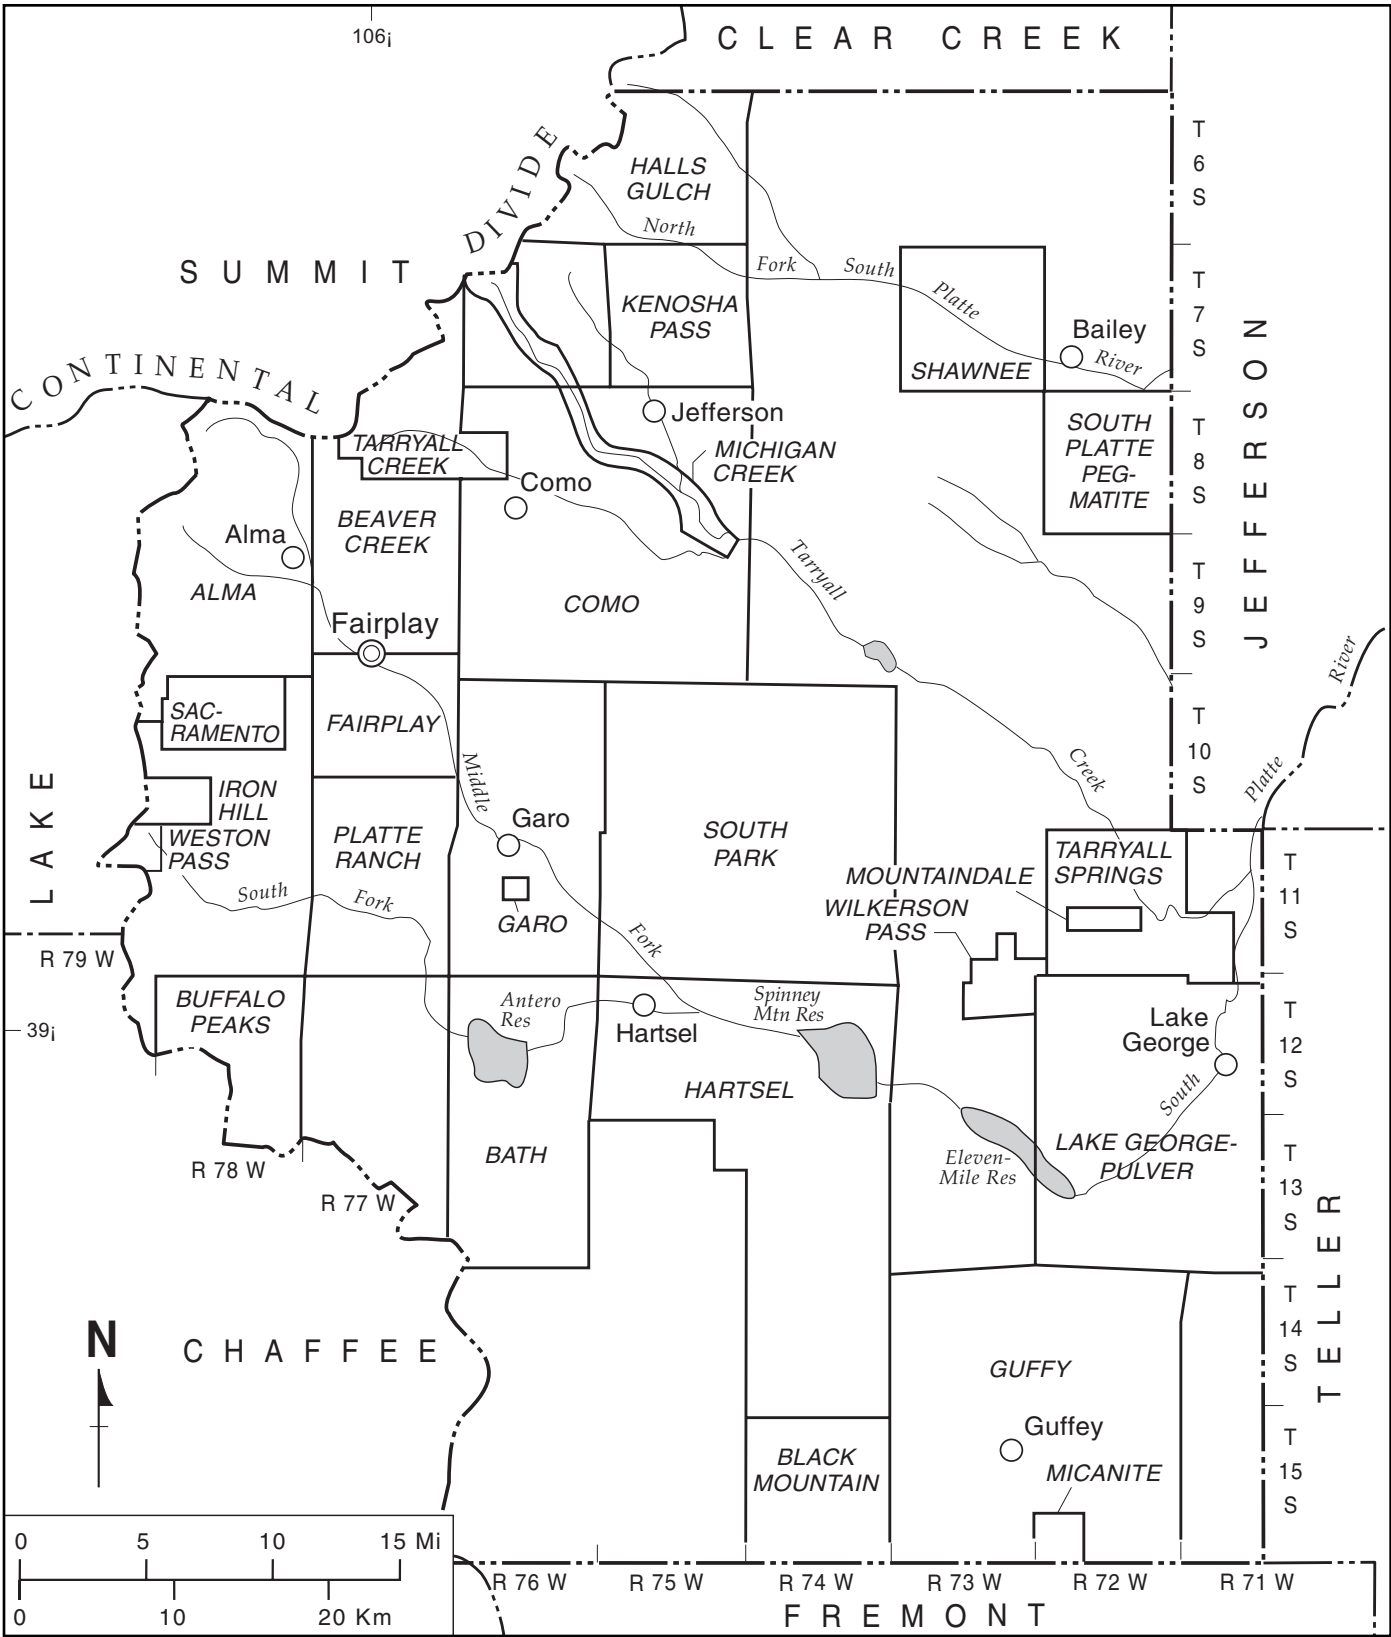 106¡
CLEAR CREEK
CONTINENTAL DIVIDE
SUMMIT
HALLS
GULCH
North Fork South Platte River
KENOSHA
PASS
SHAWNEE
Bailey
T
6
S
T
7
S
JEFFERSON
Jefferson
MICHIGAN
CREEK
TARRYALL
CREEK
SOUTH
PLATTE
PEG-
MATITE
T
8
S
Como
Alma
BEAVER
CREEK
ALMA
COMO
Tarryall Creek
T
9
S
Fairplay
SAC-
RAMENTO
FAIRPLAY
T
10
S
River
Platte
South
LAKE
IRON
HILL
WESTON
PASS
PLATTE
RANCH
Middle Fork
Garo
GARO
SOUTH
PARK
TARRYALL
SPRINGS
MOUNTAINDALE
WILKERSON
PASS
T
11
S
South Fork
R 79 W
39¡
BUFFALO
PEAKS
Antero
Res
Hartsel
Spinney
Mtn Res
Lake
George
T
12
S
HARTSEL
BATH
Eleven-
Mile Res
LAKE GEORGE-
PULVER
T
13
S
R 78 W
R 77 W
TELLER
N
CHAFFEE
GUFFY
T
14
S
Guffey
BLACK
MOUNTAIN
MICANITE
T
15
S
0 5 10 15 Mi
0 10 20 Km
R 76 W R 75 W R 74 W R 73 W R 72 W R 71 W
FREMONT